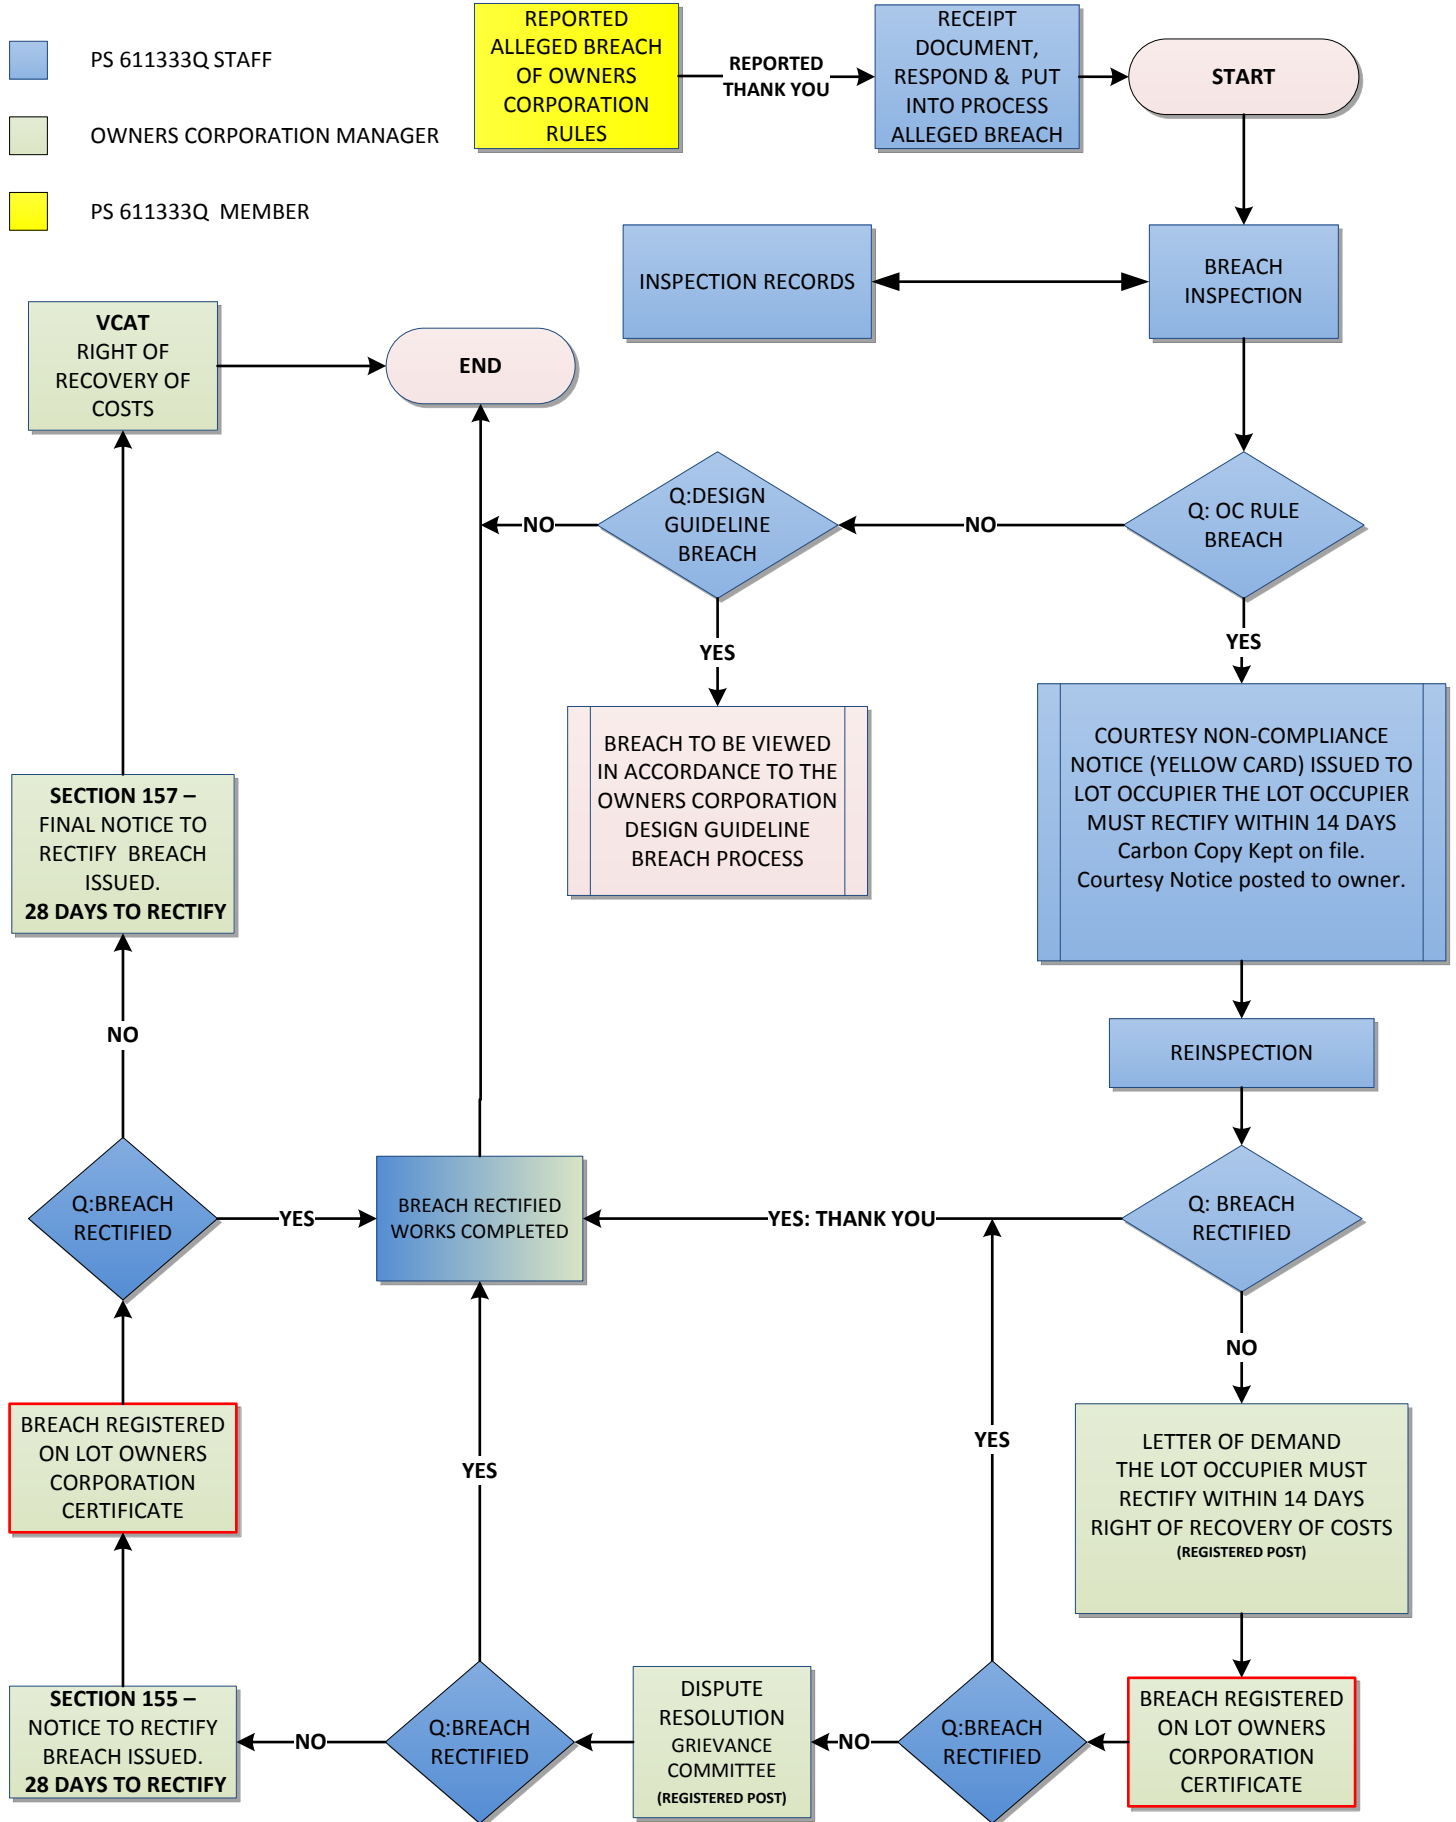 PS 611333Q STAFF
OWNERS CORPORATION MANAGER
PS 611333Q MEMBER
REPORTED
ALLEGED BREACH
OF OWNERS
CORPORATION
RULES
REPORTED
THANK YOU
RECEIPT
DOCUMENT,
RESPOND & PUT
INTO PROCESS
ALLEGED BREACH
START
INSPECTION RECORDS
BREACH
INSPECTION
VCAT
RIGHT OF
RECOVERY OF
COSTS
END
Q:DESIGN
GUIDELINE
BREACH
NO
NO
Q: OC RULE
BREACH
YES
YES
BREACH TO BE VIEWED
IN ACCORDANCE TO THE
OWNERS CORPORATION
DESIGN GUIDELINE
BREACH PROCESS
COURTESY NON-COMPLIANCE
NOTICE (YELLOW CARD) ISSUED TO
LOT OCCUPIER THE LOT OCCUPIER
MUST RECTIFY WITHIN 14 DAYS
Carbon Copy Kept on file.
Courtesy Notice posted to owner.
SECTION 157 –
FINAL NOTICE TO
RECTIFY BREACH
ISSUED.
28 DAYS TO RECTIFY
NO
REINSPECTION
Q:BREACH
RECTIFIED
YES
BREACH RECTIFIED
WORKS COMPLETED
YES: THANK YOU
Q: BREACH
RECTIFIED
NO
BREACH REGISTERED
ON LOT OWNERS
CORPORATION
CERTIFICATE
YES
YES
LETTER OF DEMAND
THE LOT OCCUPIER MUST
RECTIFY WITHIN 14 DAYS
RIGHT OF RECOVERY OF COSTS
(REGISTERED POST)
SECTION 155 –
NOTICE TO RECTIFY
BREACH ISSUED.
28 DAYS TO RECTIFY
NO
Q:BREACH
RECTIFIED
DISPUTE
RESOLUTION
GRIEVANCE
COMMITTEE
(REGISTERED POST)
NO
Q:BREACH
RECTIFIED
BREACH REGISTERED
ON LOT OWNERS
CORPORATION
CERTIFICATE